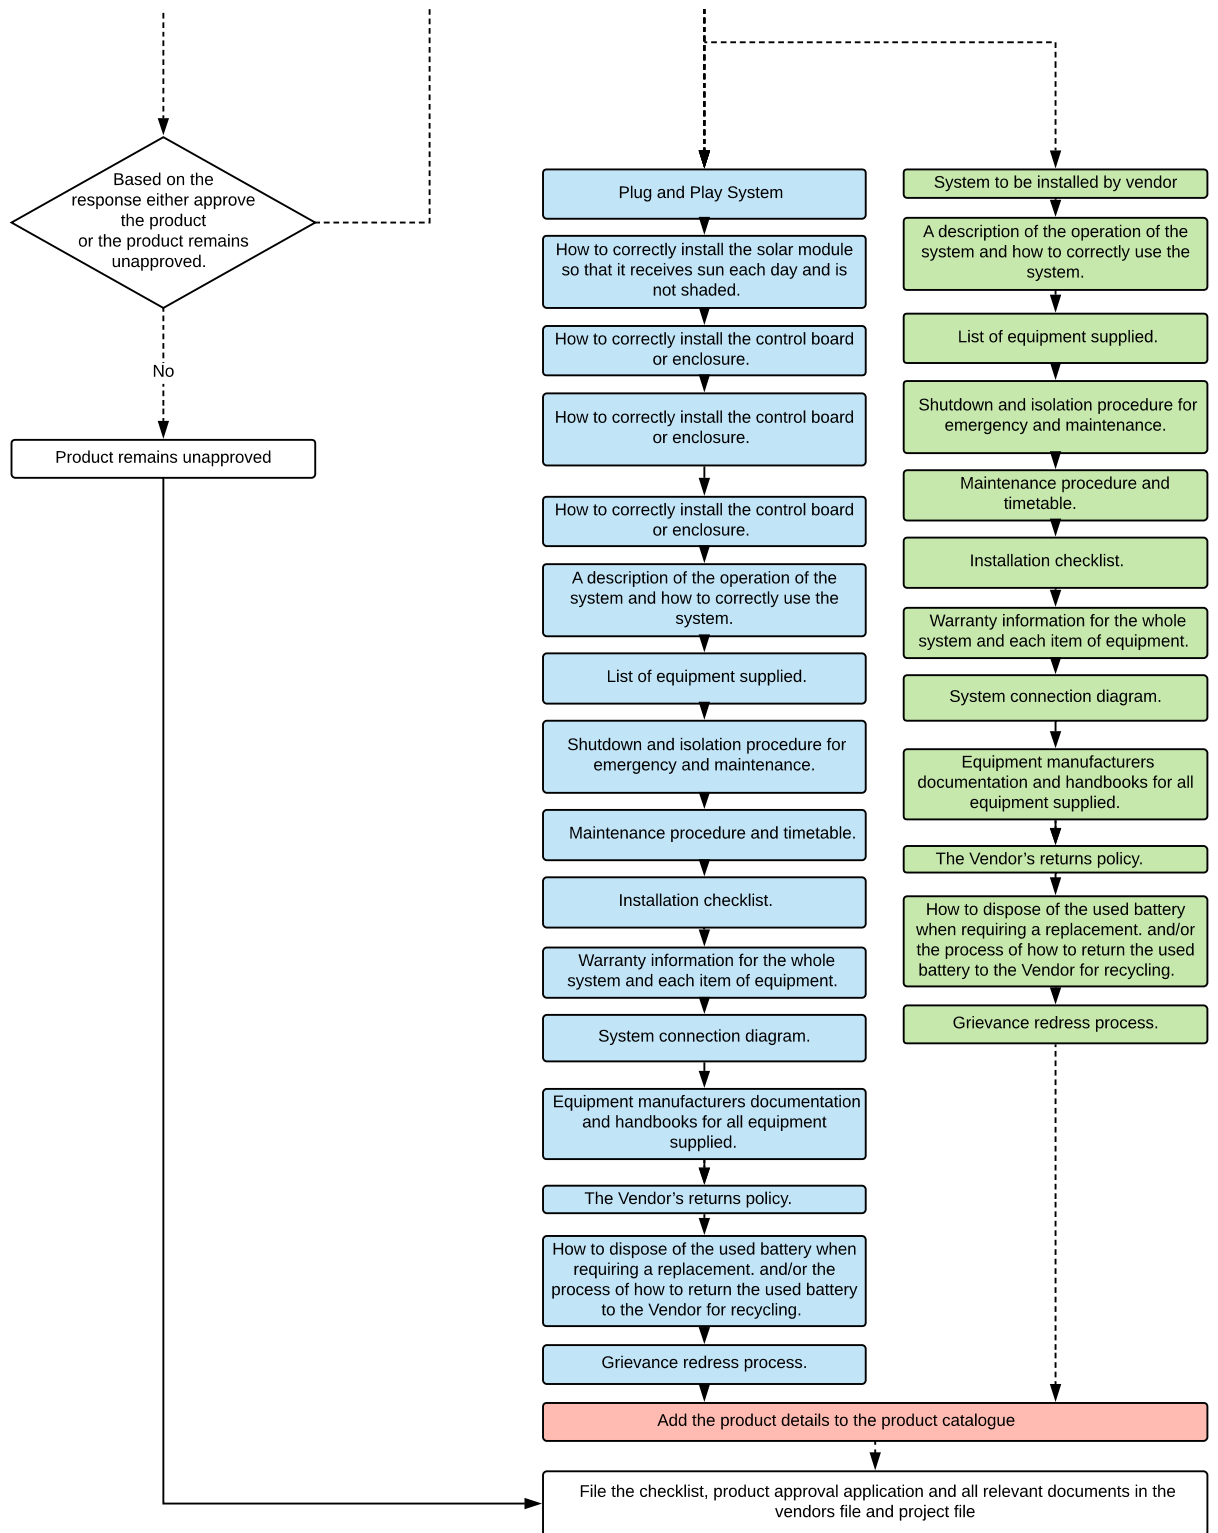 Based on the
response either approve
the product
or the product remains
unapproved.
No
Product remains unapproved
Plug and Play System
How to correctly install the solar module
so that it receives sun each day and is
not shaded.
How to correctly install the control board
or enclosure.
How to correctly install the control board
or enclosure.
How to correctly install the control board
or enclosure.
A description of the operation of the
system and how to correctly use the
system.
List of equipment supplied.
Shutdown and isolation procedure for
emergency and maintenance.
Maintenance procedure and timetable.
Installation checklist.
Warranty information for the whole
system and each item of equipment.
System connection diagram.
Equipment manufacturers documentation
and handbooks for all equipment
supplied.
The Vendor’s returns policy.
How to dispose of the used battery when
requiring a replacement. and/or the
process of how to return the used battery
to the Vendor for recycling.
Grievance redress process.
System to be installed by vendor
A description of the operation of the
system and how to correctly use the
system.
List of equipment supplied.
Shutdown and isolation procedure for
emergency and maintenance.
Maintenance procedure and
timetable.
Installation checklist.
Warranty information for the whole
system and each item of equipment.
System connection diagram.
Equipment manufacturers
documentation and handbooks for all
equipment supplied.
The Vendor’s returns policy.
How to dispose of the used battery
when requiring a replacement. and/or
the process of how to return the used
battery to the Vendor for recycling.
Grievance redress process.
Add the product details to the product catalogue
File the checklist, product approval application and all relevant documents in the
vendors file and project file